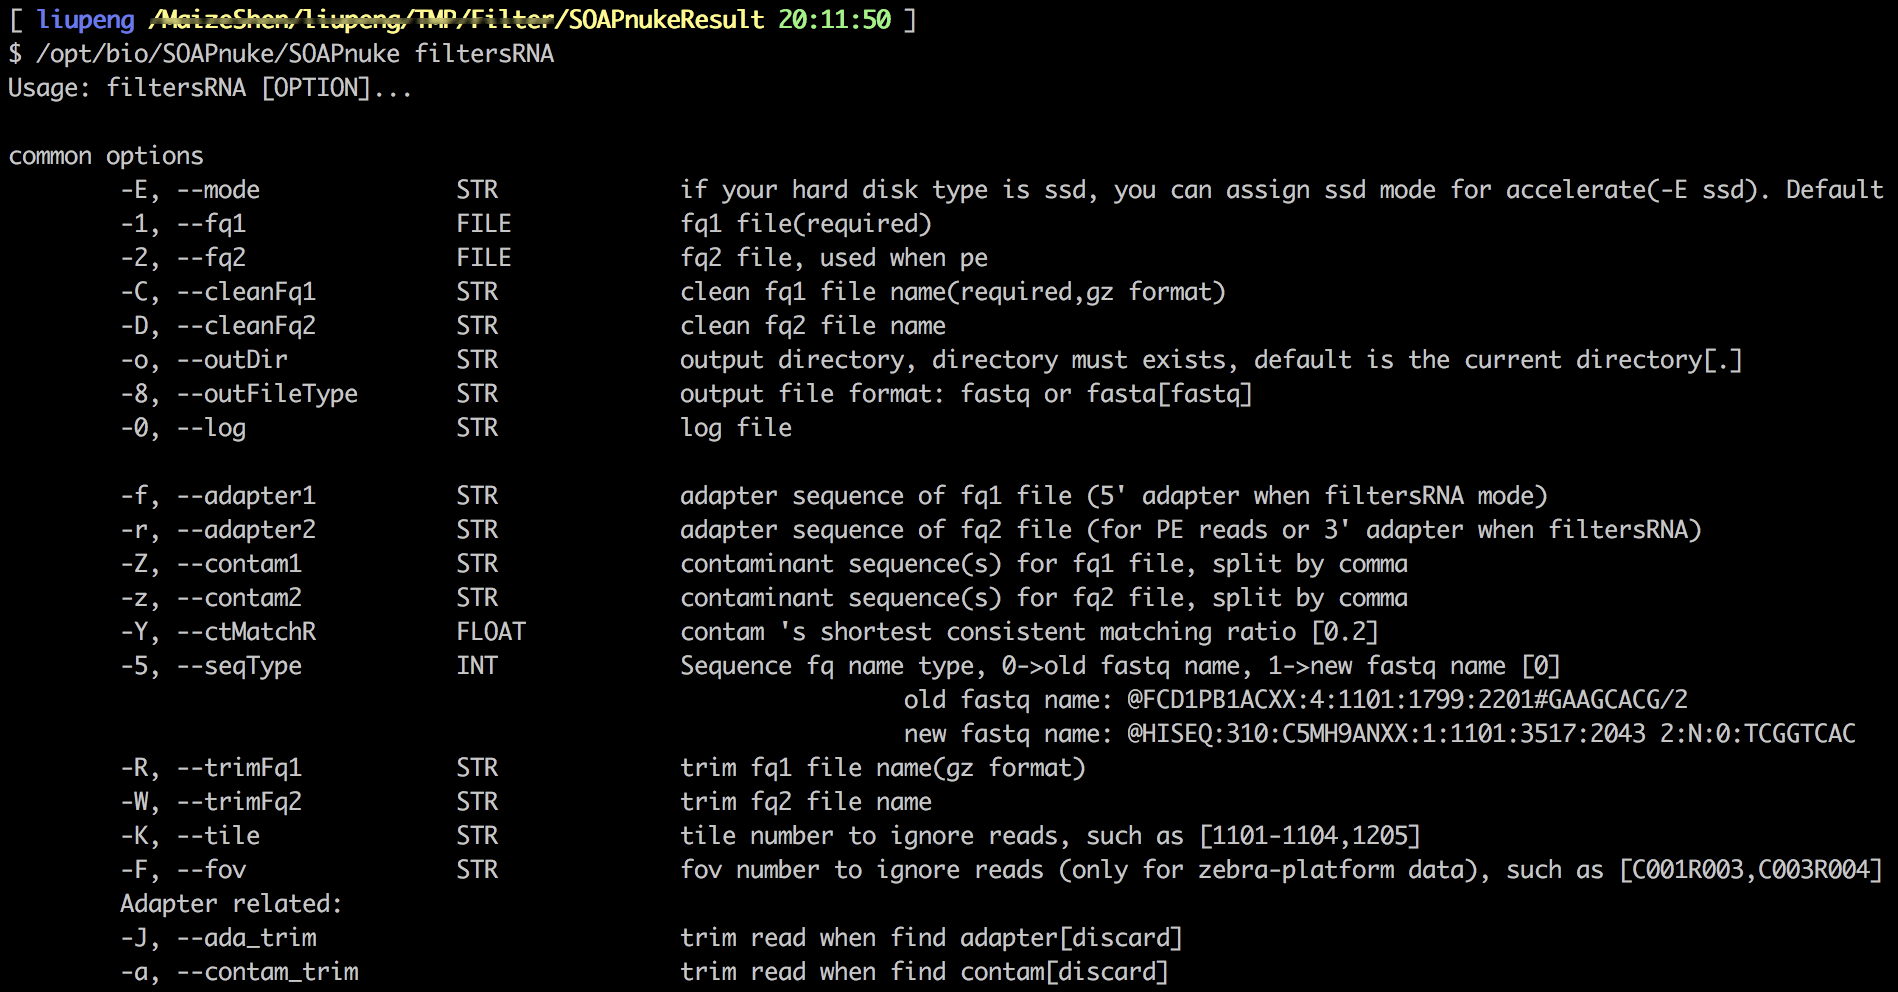 [ liupeng /MaizeShen/liupeng/TMP/Filter/SOAPnukeResult 20:11:50 ]
$ /opt/bio/SOAPnuke/SOAPnuke filtersRNA
Usage: filtersRNA [OPTION]...
common options
-E, --mode STR if your hard disk type is ssd, you can assign ssd mode for accelerate(-E ssd). Default
-1, --fq1 FILE fq1 file(required)
-2, --fq2 FILE fq2 file, used when pe
-C, --cleanFq1 STR clean fq1 file name(required,gz format)
-D, --cleanFq2 STR clean fq2 file name
-o, --outDir STR output directory, directory must exists, default is the current directory[.]
-8, --outFileType STR output file format: fastq or fasta[fastq]
-0, --log STR log file
-f, --adapter1 STR adapter sequence of fq1 file (5' adapter when filtersRNA mode)
-r, --adapter2 STR adapter sequence of fq2 file (for PE reads or 3' adapter when filtersRNA)
-Z, --contam1 STR contaminant sequence(s) for fq1 file, split by comma
-z, --contam2 STR contaminant sequence(s) for fq2 file, split by comma
-Y, --ctMatchR FLOAT contam 's shortest consistent matching ratio [0.2]
-5, --seqType INT Sequence fq name type, 0->old fastq name, 1->new fastq name [0]
old fastq name: @FCD1PB1ACXX:4:1101:1799:2201#GAAGCACG/2
new fastq name: @HISEQ:310:C5MH9ANXX:1:1101:3517:2043 2:N:0:TCGGTCAC
-R, --trimFq1 STR trim fq1 file name(gz format)
-W, --trimFq2 STR trim fq2 file name
-K, --tile STR tile number to ignore reads, such as [1101-1104,1205]
-F, --fov STR fov number to ignore reads (only for zebra-platform data), such as [C001R003,C003R004]
Adapter related:
-J, --ada_trim trim read when find adapter[discard]
-a, --contam_trim trim read when find contam[discard]